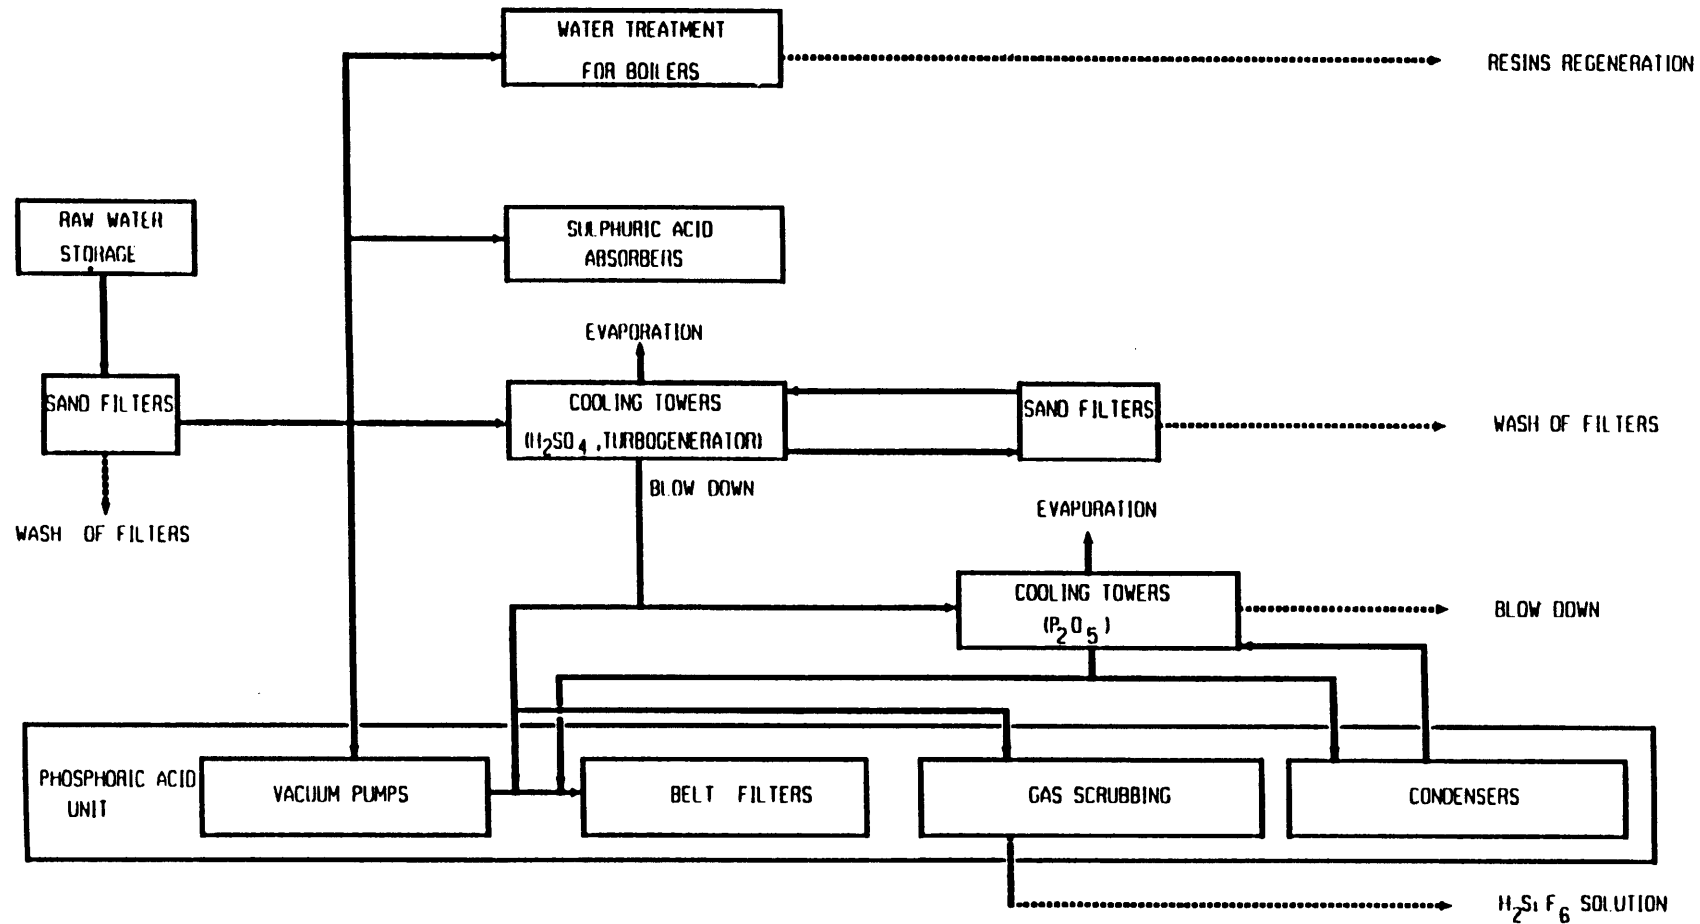 WATER TREATMENT
FOR BOILERS
RESINS REGENERATION
RAW WATER
STORAGE
SULPHURIC ACID
ABSORBERS
EVAPORATION
SAND FILTERS
COOLING TOWERS
(H₂SO₄, TURBOGENERATOR)
SAND FILTERS
WASH OF FILTERS
BLOW DOWN
WASH OF FILTERS
EVAPORATION
COOLING TOWERS
(P₂O₅)
BLOW DOWN
PHOSPHORIC ACID
UNIT
VACUUM PUMPS
BELT FILTERS
GAS SCRUBBING
CONDENSERS
H₂SiF₆ SOLUTION